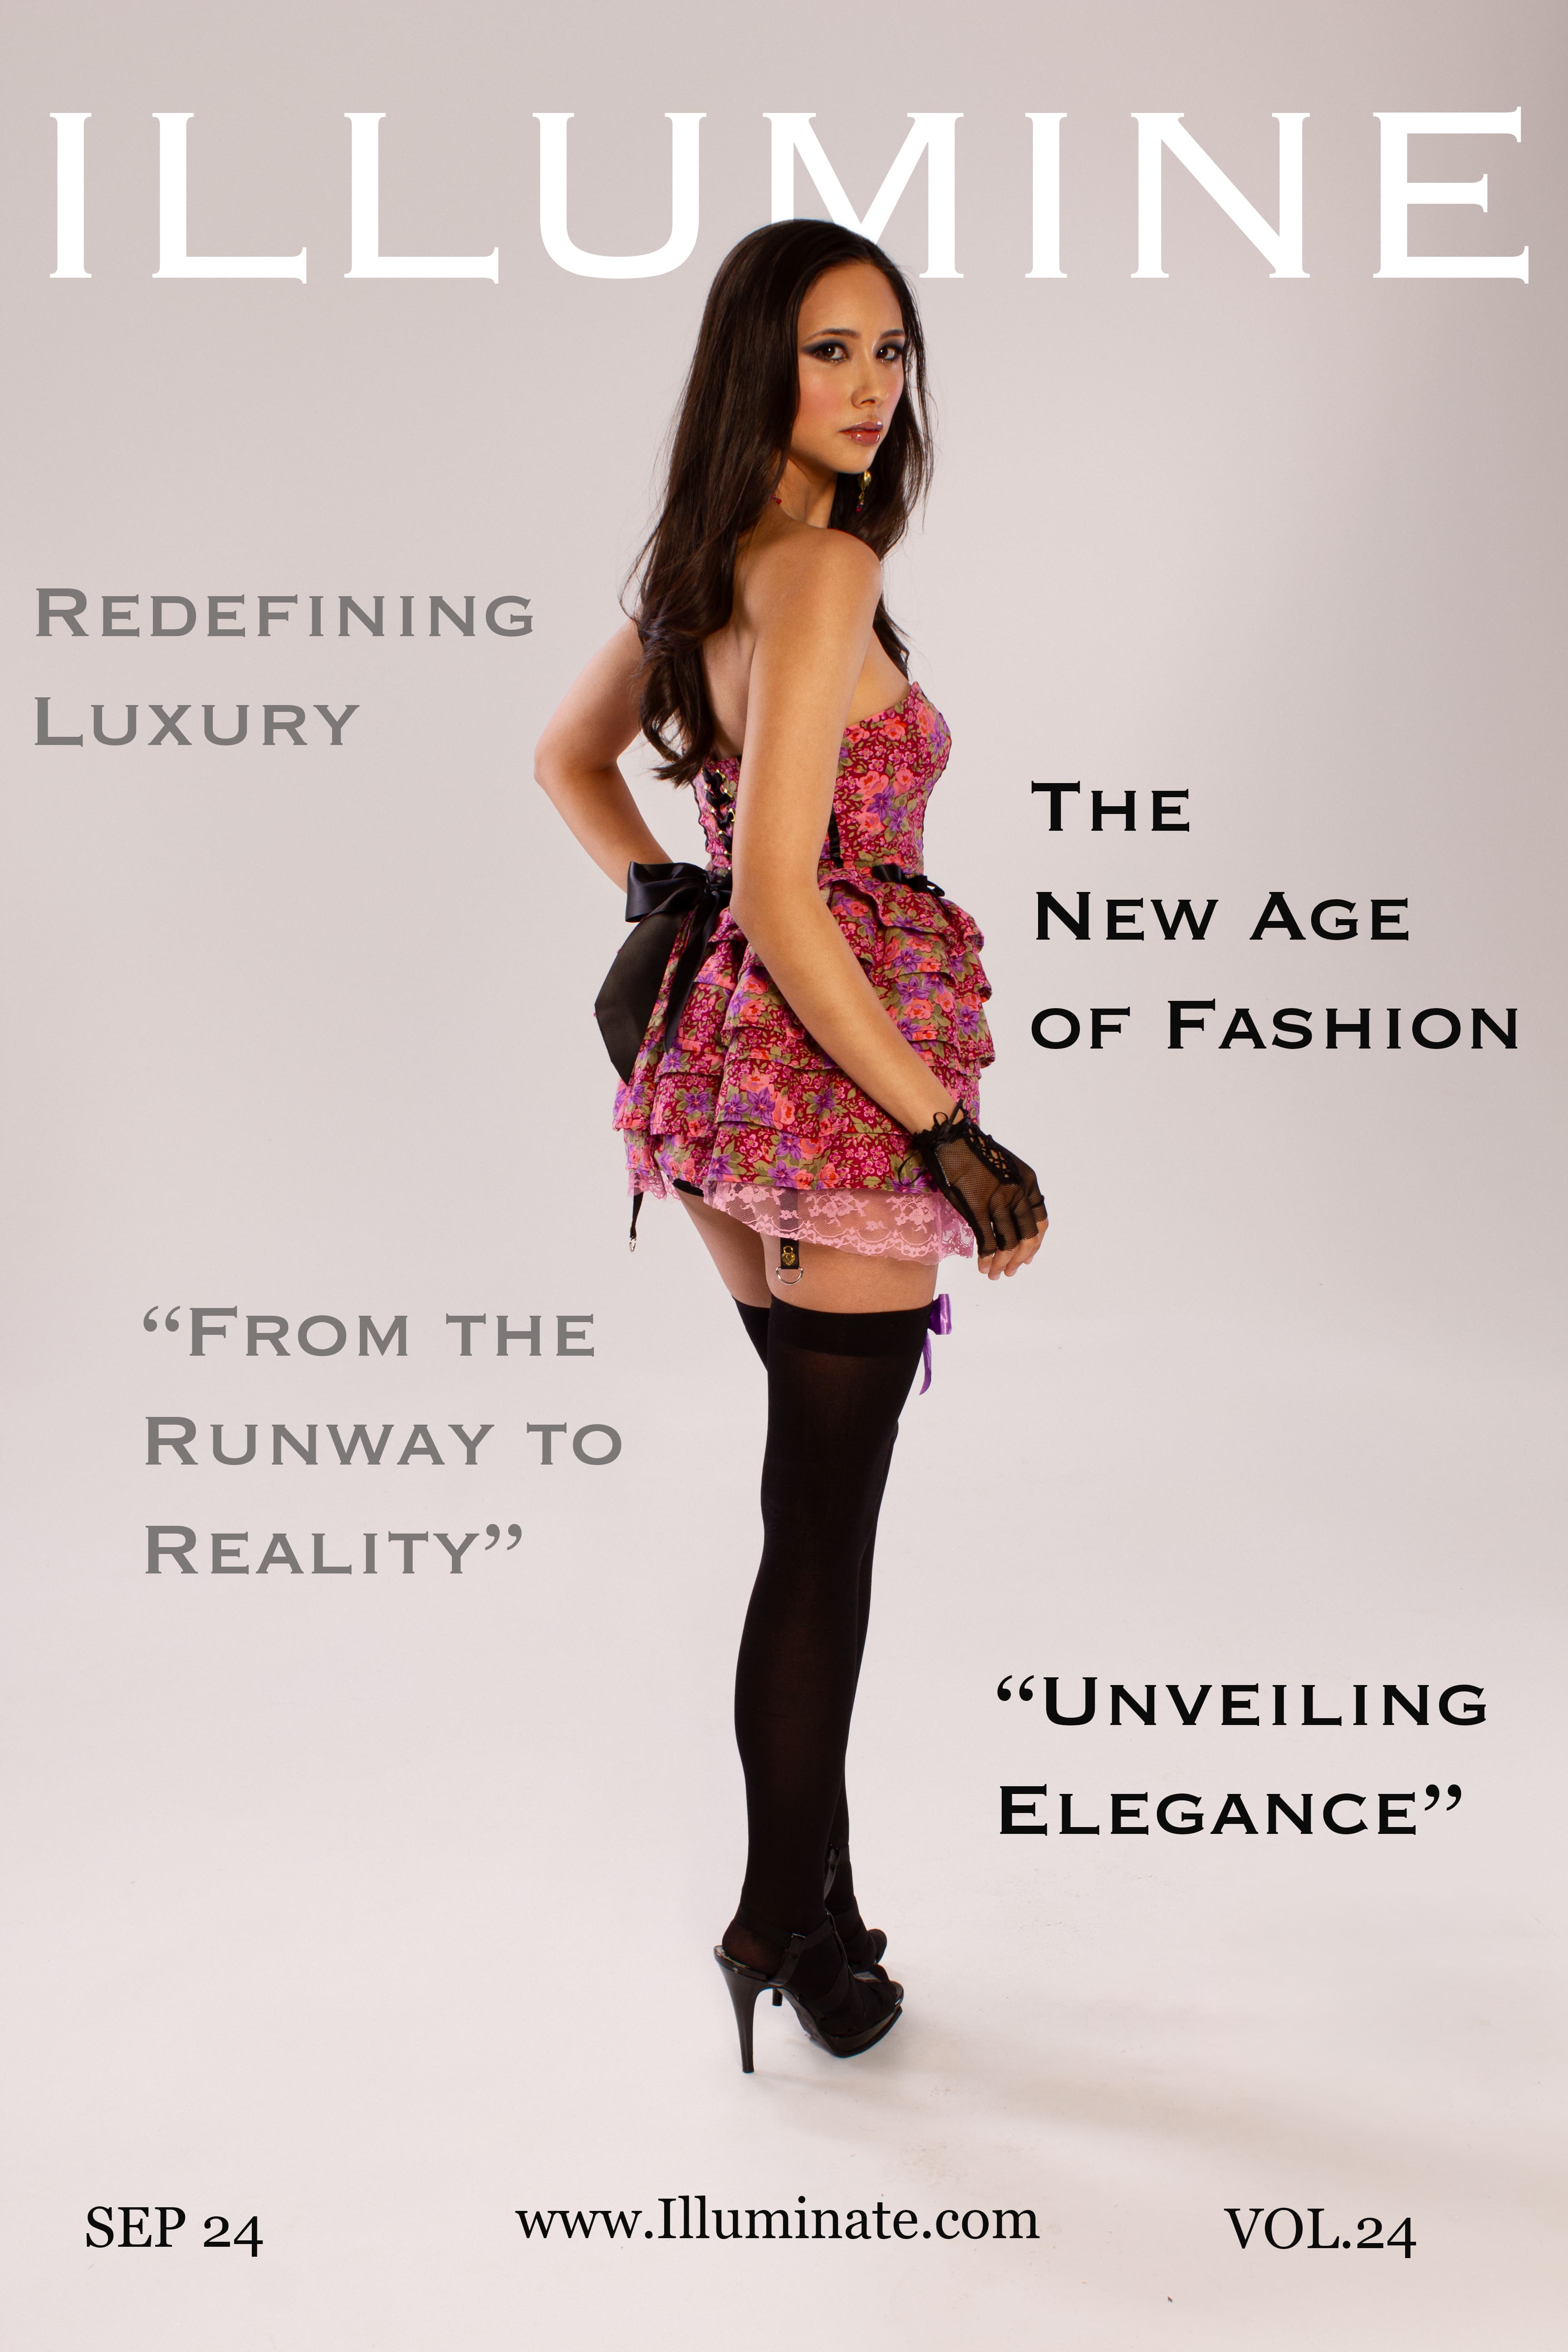 ILLUMINE
REDEFINING
LUXURY
THE
NEW AGE
OF FASHION
“FROM THE
RUNWAY TO
REALITY”
“UNVEILING
ELEGANCE”
SEP 24
www.Illuminate.com
VOL.24